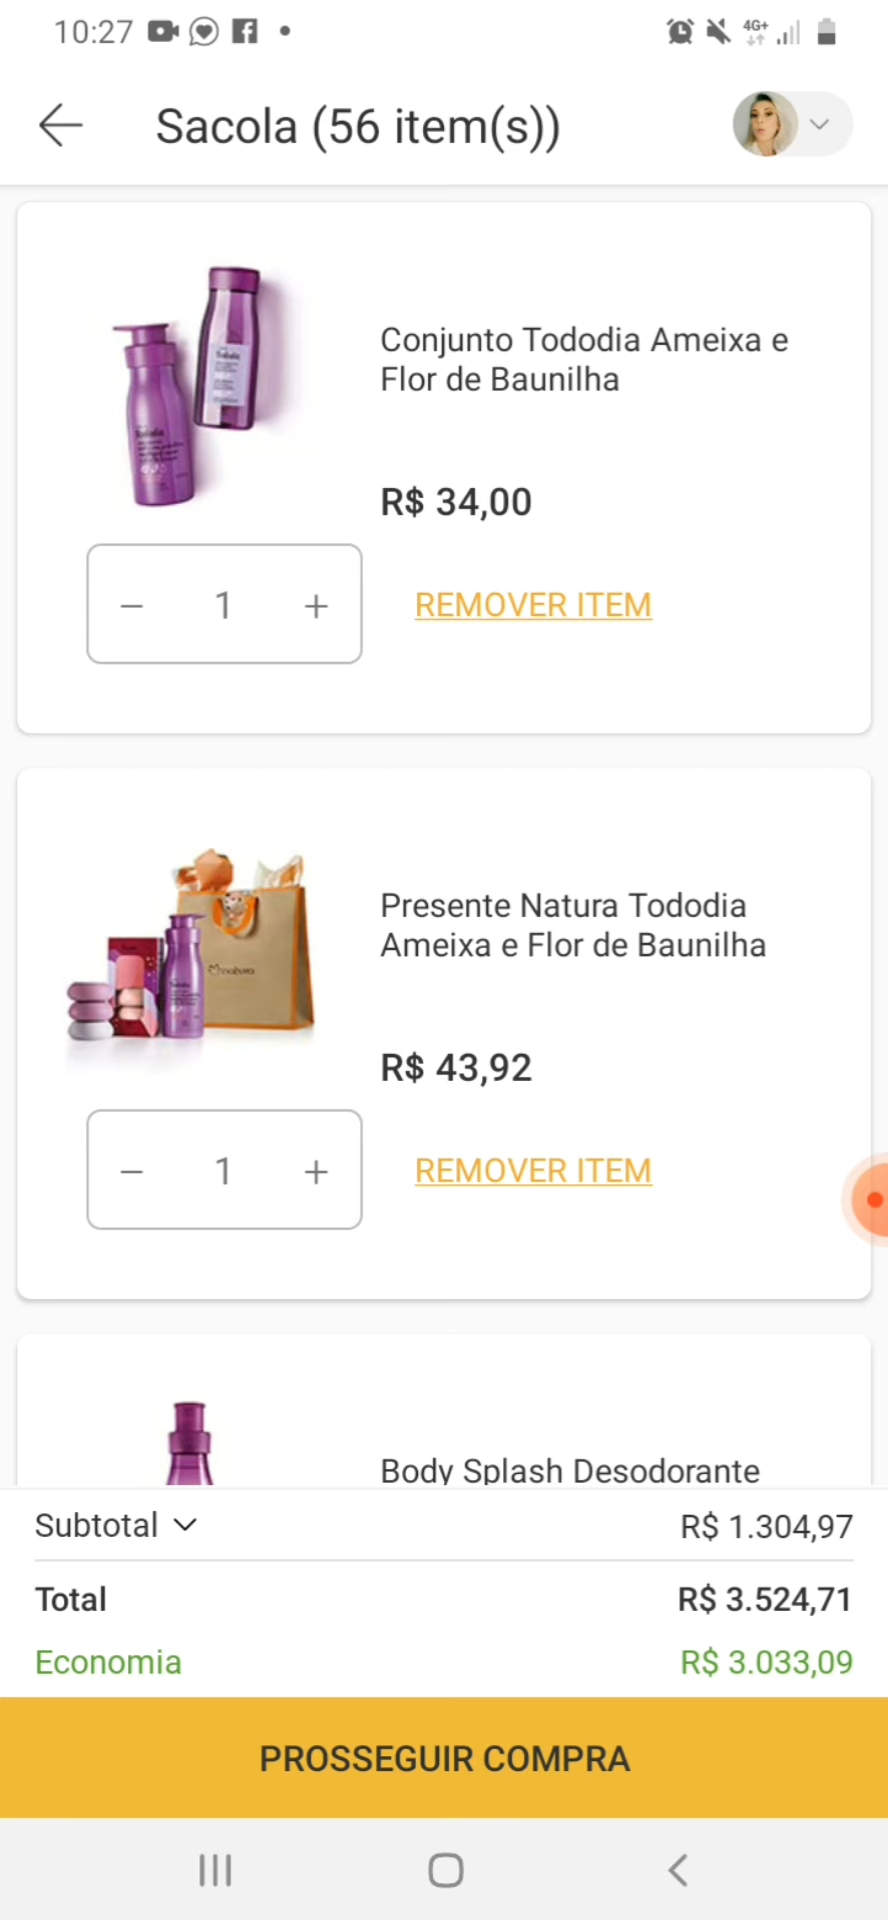 10:27
4G+
Sacola (56 item(s))
Conjunto Tododia Ameixa e
Flor de Baunilha
R$ 34,00
− 1 +
REMOVER ITEM
natura
Presente Natura Tododia
Ameixa e Flor de Baunilha
R$ 43,92
− 1 +
REMOVER ITEM
Body Splash Desodorante
Subtotal
R$ 1.304,97
Total
R$ 3.524,71
Economia
R$ 3.033,09
PROSSEGUIR COMPRA